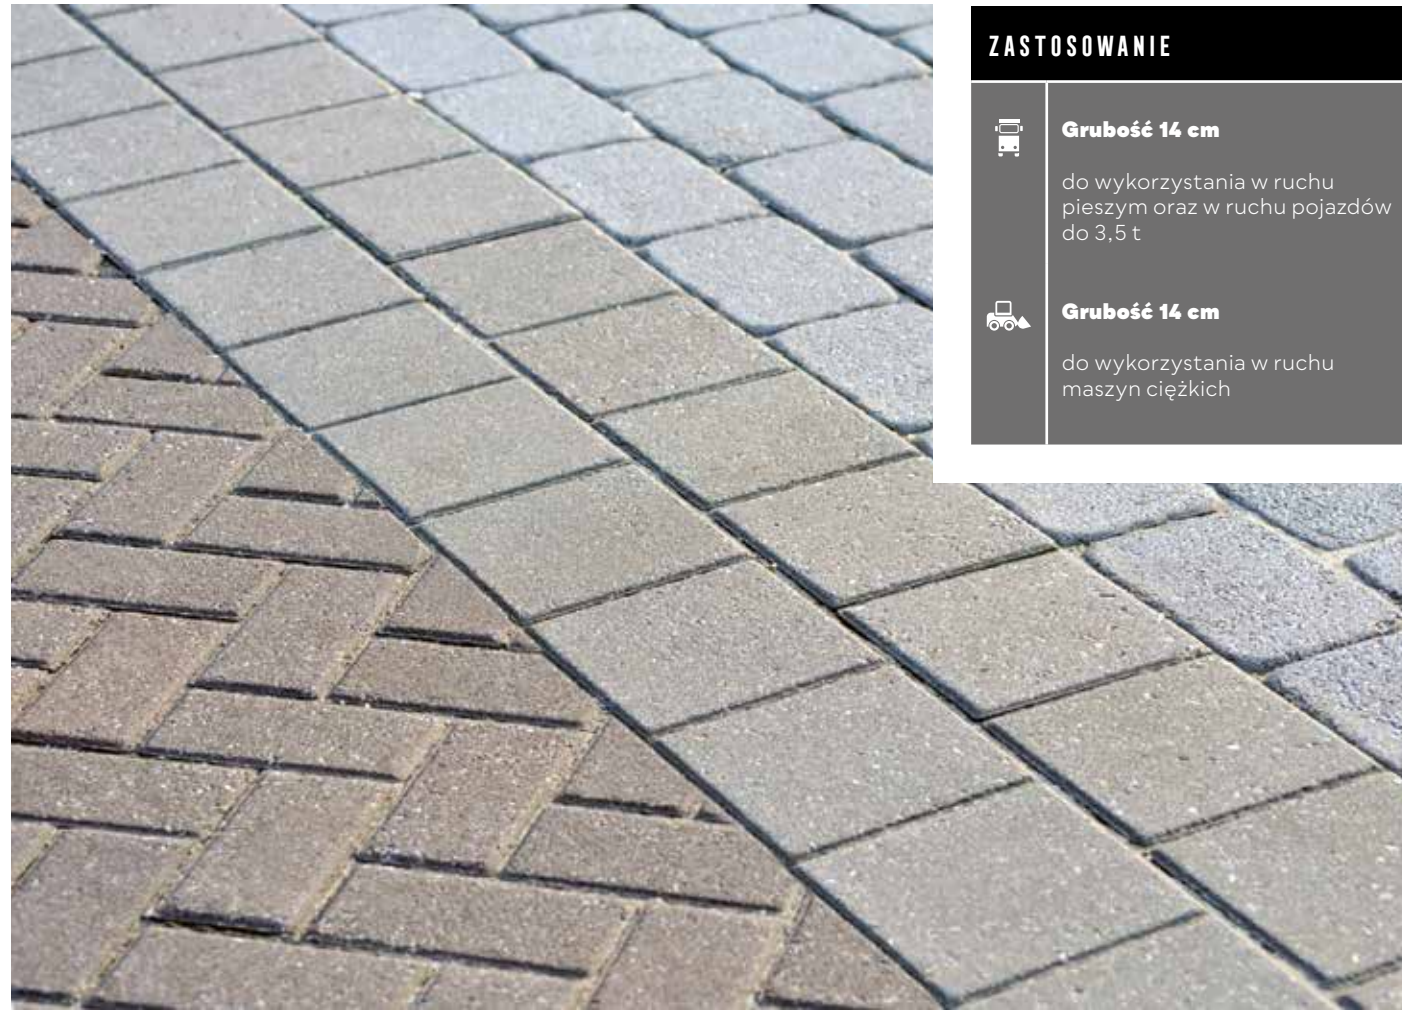 ZASTOSOWANIE
Grubość 14 cm
do wykorzystania w ruchu
pieszym oraz w ruchu pojazdów
do 3,5 t
Grubość 14 cm
do wykorzystania w ruchu
maszyn ciężkich